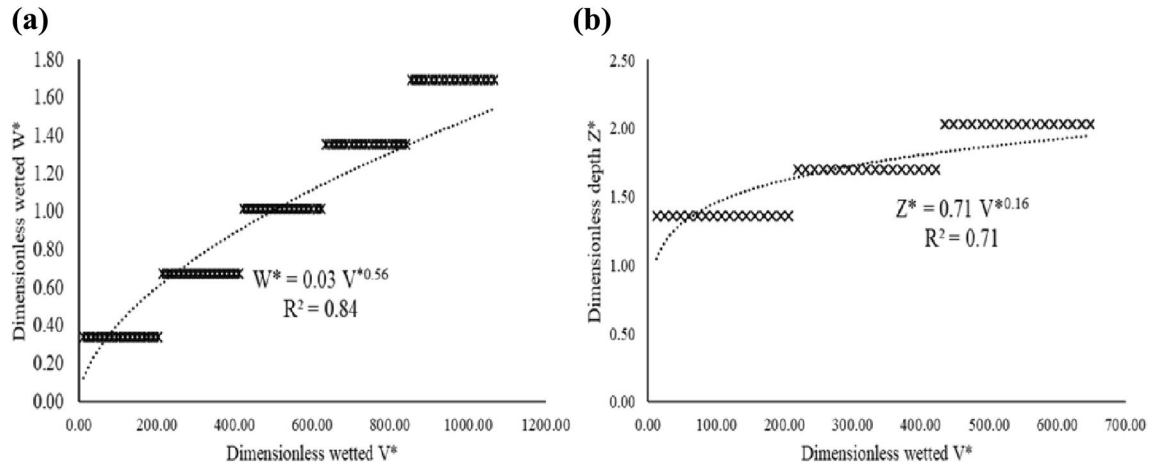 (a)
1.80
1.60
1.40
1.20
1.00
0.80
0.60
0.40
0.20
0.00
Dimensionless wetted W*
W* = 0.03 V*0.56
R2 = 0.84
0.00 200.00 400.00 600.00 800.00 1000.00 1200.00
Dimensionless wetted V*
(b)
2.50
2.00
1.50
1.00
0.50
0.00
Dimensionless depth Z*
Z* = 0.71 V*0.16
R2 = 0.71
0.00 100.00 200.00 300.00 400.00 500.00 600.00 700.00
Dimensionless wetted V*